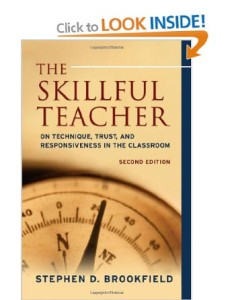 Click to LOOK INSIDE!
THE
SKILLFUL
TEACHER
ON TECHNIQUE, TRUST, AND
RESPONSIVENESS IN THE CLASSROOM
SECOND EDITION
STEPHEN D. BROOKFIELD